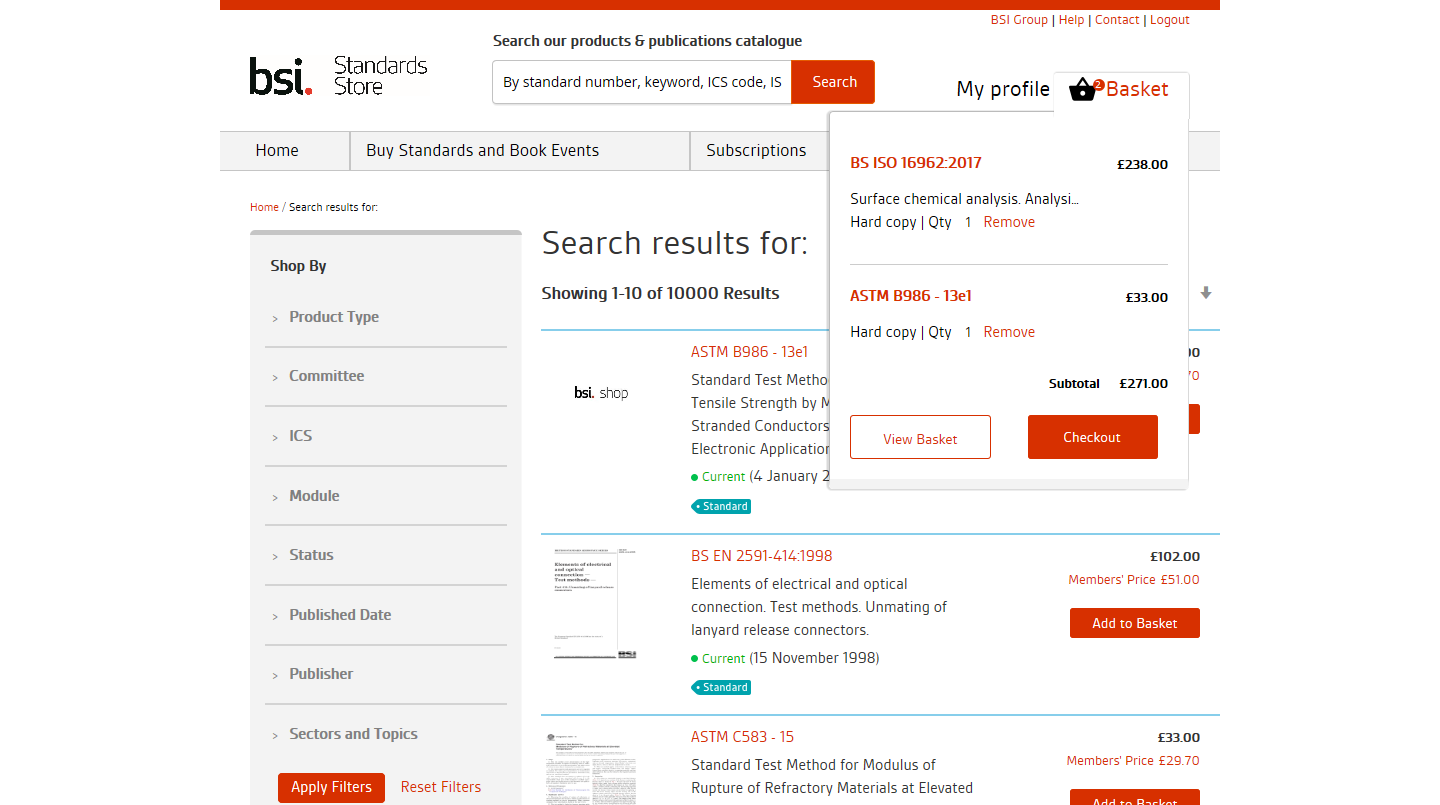 BSI Group | Help | Contact | Logout
Search our products & publications catalogue
bsi. Standards
Store
By standard number, keyword, ICS code, IS
Search
My profile
2
Basket
Home
Buy Standards and Book Events
Subscriptions
BS ISO 16962:2017
£238.00
Surface chemical analysis. Analysi...
Hard copy | Qty 1 Remove
ASTM B986 - 13e1
£33.00
Hard copy | Qty 1 Remove
Subtotal £271.00
View Basket
Checkout
Home / Search results for:
Shop By
> Product Type
> Committee
> ICS
> Module
> Status
> Published Date
> Publisher
> Sectors and Topics
Apply Filters
Reset Filters
Search results for:
Showing 1-10 of 10000 Results
bsi. shop
ASTM B986 - 13e1
Standard Test Metho
Tensile Strength by M
Stranded Conductors
Electronic Application
Current (4 January 2
Standard
00
70
Elements of electrical
and optical
connection —
Test methods —
BSI
BS EN 2591-414:1998
Elements of electrical and optical
connection. Test methods. Unmating of
lanyard release connectors.
Current (15 November 1998)
Standard
£102.00
Members' Price £51.00
Add to Basket
ASTM C583 - 15
Standard Test Method for Modulus of
Rupture of Refractory Materials at Elevated
£33.00
Members' Price £29.70
Add to Basket